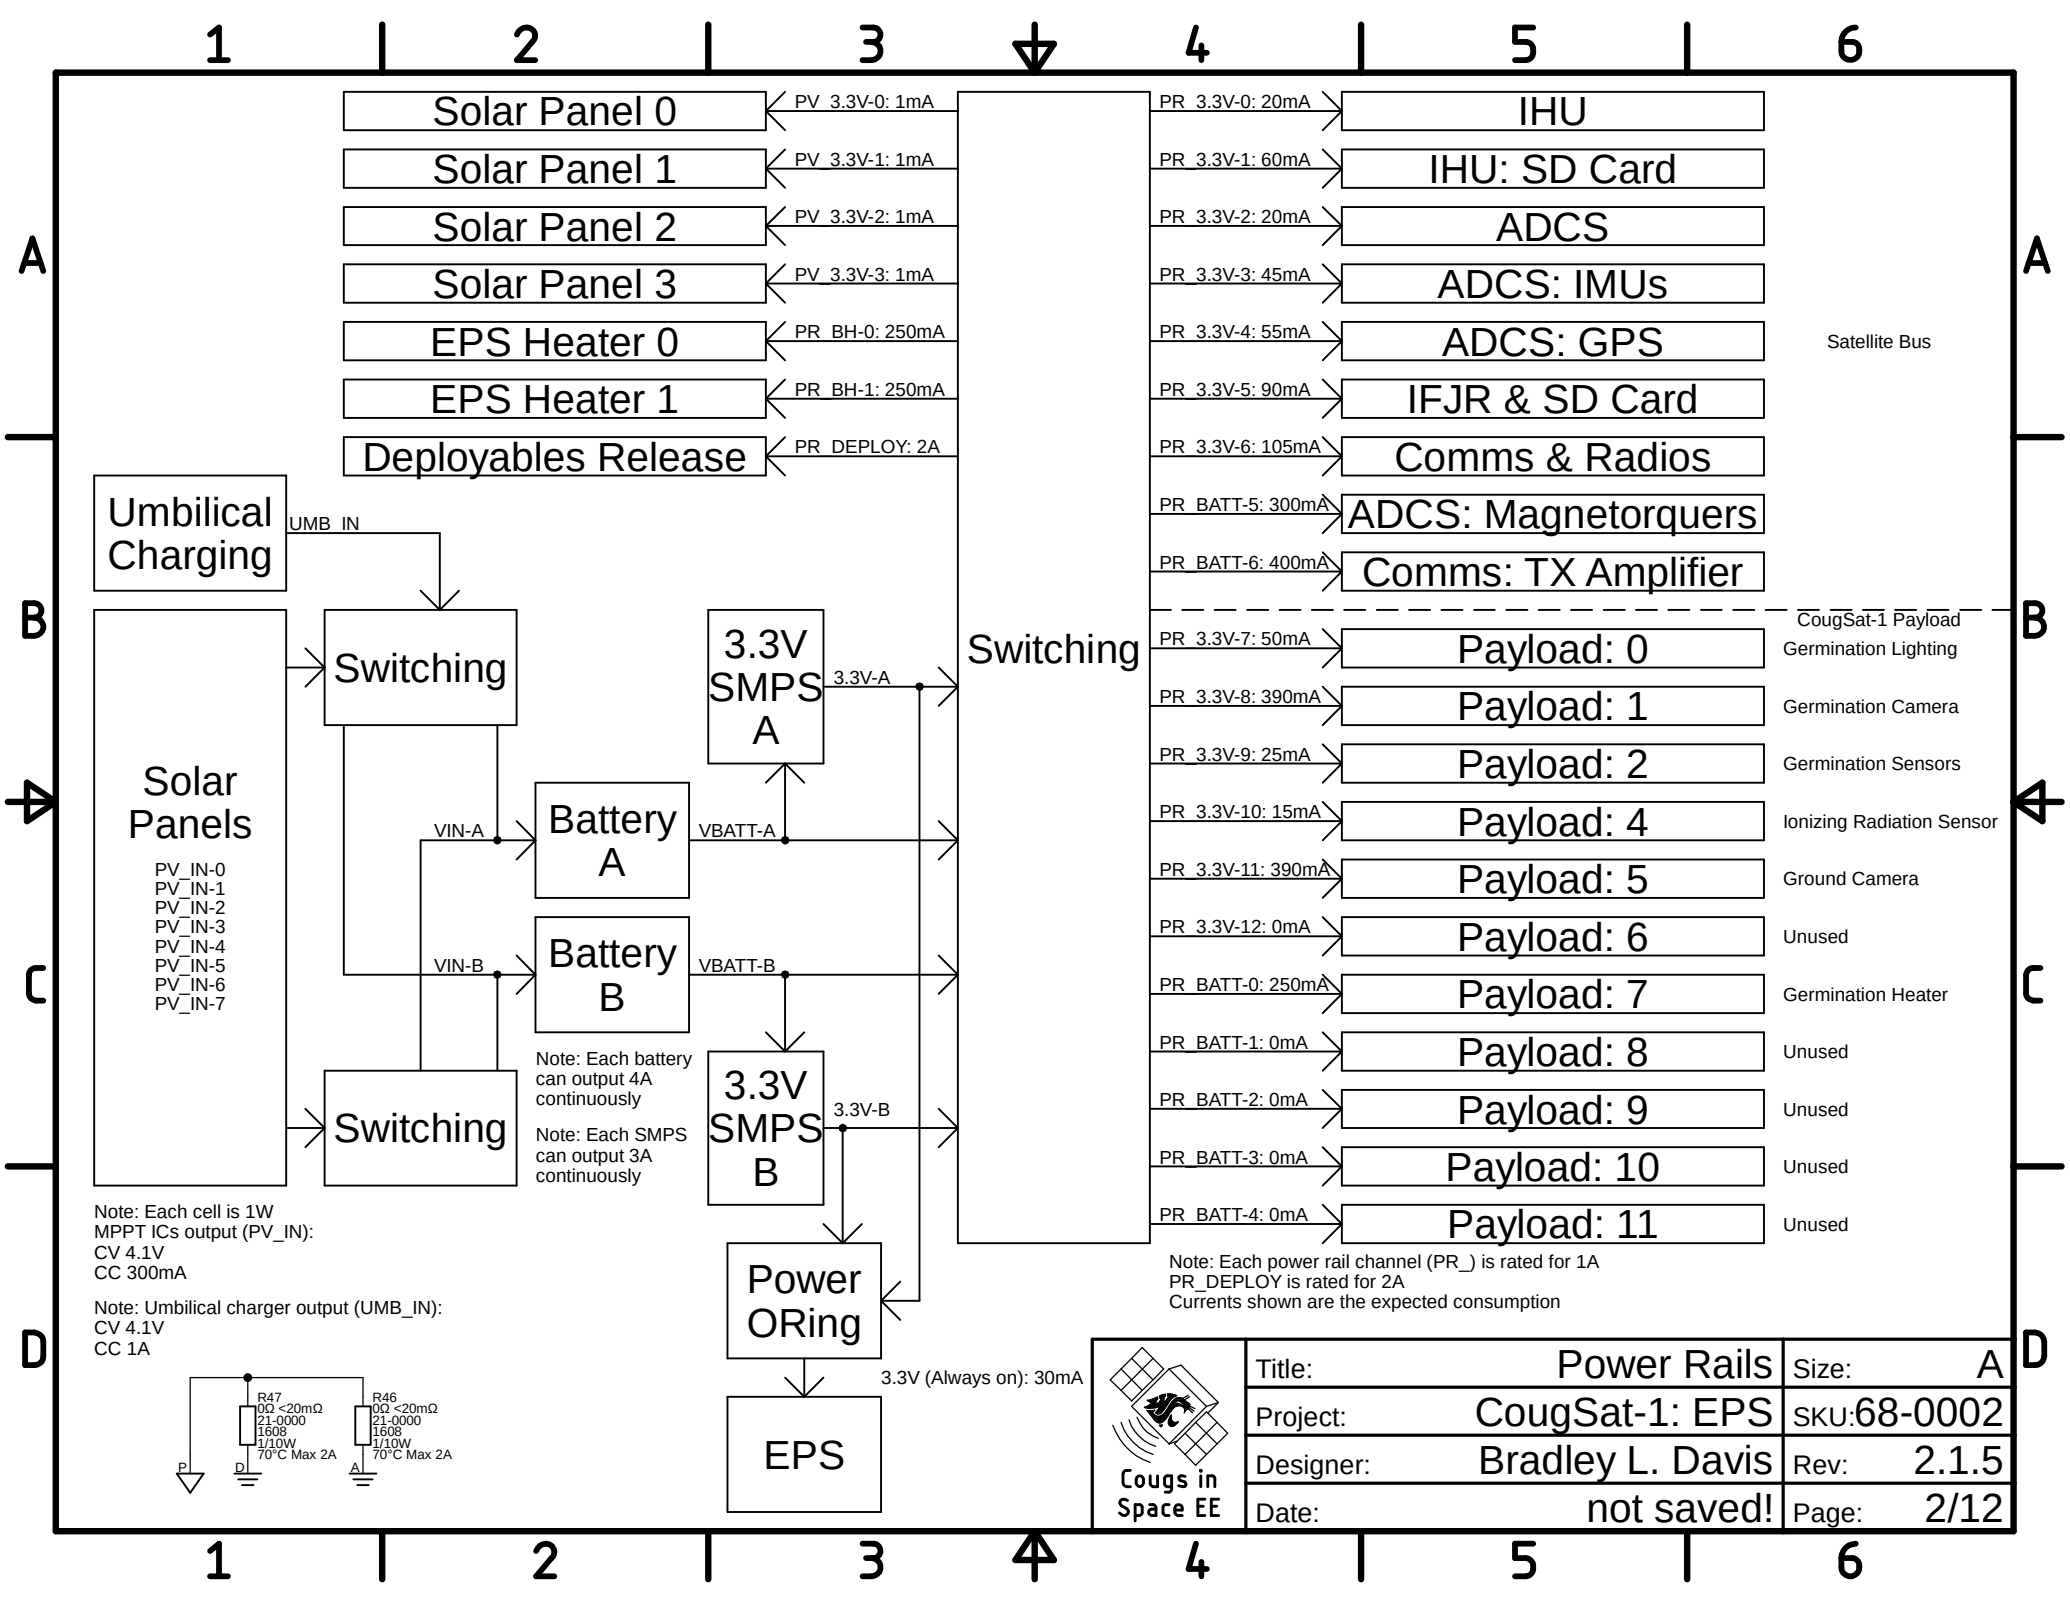 1 2 3 4 5 6
A
B
C
D
A
B
C
D
Solar Panel 0
PV_3.3V-0: 1mA
Solar Panel 1
PV_3.3V-1: 1mA
Solar Panel 2
PV_3.3V-2: 1mA
Solar Panel 3
PV_3.3V-3: 1mA
EPS Heater 0
PR_BH-0: 250mA
EPS Heater 1
PR_BH-1: 250mA
Deployables Release
PR_DEPLOY: 2A
Umbilical
Charging
UMB_IN
Switching
Solar
Panels
PV_IN-0
PV_IN-1
PV_IN-2
PV_IN-3
PV_IN-4
PV_IN-5
PV_IN-6
PV_IN-7
Switching
VIN-A
Battery
A
VBATT-A
VIN-B
Battery
B
VBATT-B
Note: Each battery
can output 4A
continuously
Note: Each SMPS
can output 3A
continuously
3.3V
SMPS
A
3.3V-A
3.3V
SMPS
B
3.3V-B
Power
ORing
3.3V (Always on): 30mA
EPS
Switching
PR_3.3V-0: 20mA
IHU
PR_3.3V-1: 60mA
IHU: SD Card
PR_3.3V-2: 20mA
ADCS
PR_3.3V-3: 45mA
ADCS: IMUs
PR_3.3V-4: 55mA
ADCS: GPS
Satellite Bus
PR_3.3V-5: 90mA
IFJR & SD Card
PR_3.3V-6: 105mA
Comms & Radios
PR_BATT-5: 300mA
ADCS: Magnetorquers
PR_BATT-6: 400mA
Comms: TX Amplifier
CougSat-1 Payload
PR_3.3V-7: 50mA
Payload: 0
Germination Lighting
PR_3.3V-8: 390mA
Payload: 1
Germination Camera
PR_3.3V-9: 25mA
Payload: 2
Germination Sensors
PR_3.3V-10: 15mA
Payload: 4
Ionizing Radiation Sensor
PR_3.3V-11: 390mA
Payload: 5
Ground Camera
PR_3.3V-12: 0mA
Payload: 6
Unused
PR_BATT-0: 250mA
Payload: 7
Germination Heater
PR_BATT-1: 0mA
Payload: 8
Unused
PR_BATT-2: 0mA
Payload: 9
Unused
PR_BATT-3: 0mA
Payload: 10
Unused
PR_BATT-4: 0mA
Payload: 11
Unused
Note: Each power rail channel (PR_) is rated for 1A
PR_DEPLOY is rated for 2A
Currents shown are the expected consumption
Note: Each cell is 1W
MPPT ICs output (PV_IN):
CV 4.1V
CC 300mA
Note: Umbilical charger output (UMB_IN):
CV 4.1V
CC 1A
P
R47
0Ω <20mΩ
21-0000
1608
1/10W
70°C Max 2A
D
R46
0Ω <20mΩ
21-0000
1608
1/10W
70°C Max 2A
A
Cougs in
Space EE
Title: Power Rails
Size: A
Project: CougSat-1: EPS
SKU:68-0002
Designer: Bradley L. Davis
Rev: 2.1.5
Date: not saved!
Page: 2/12
1 2 3 4 5 6